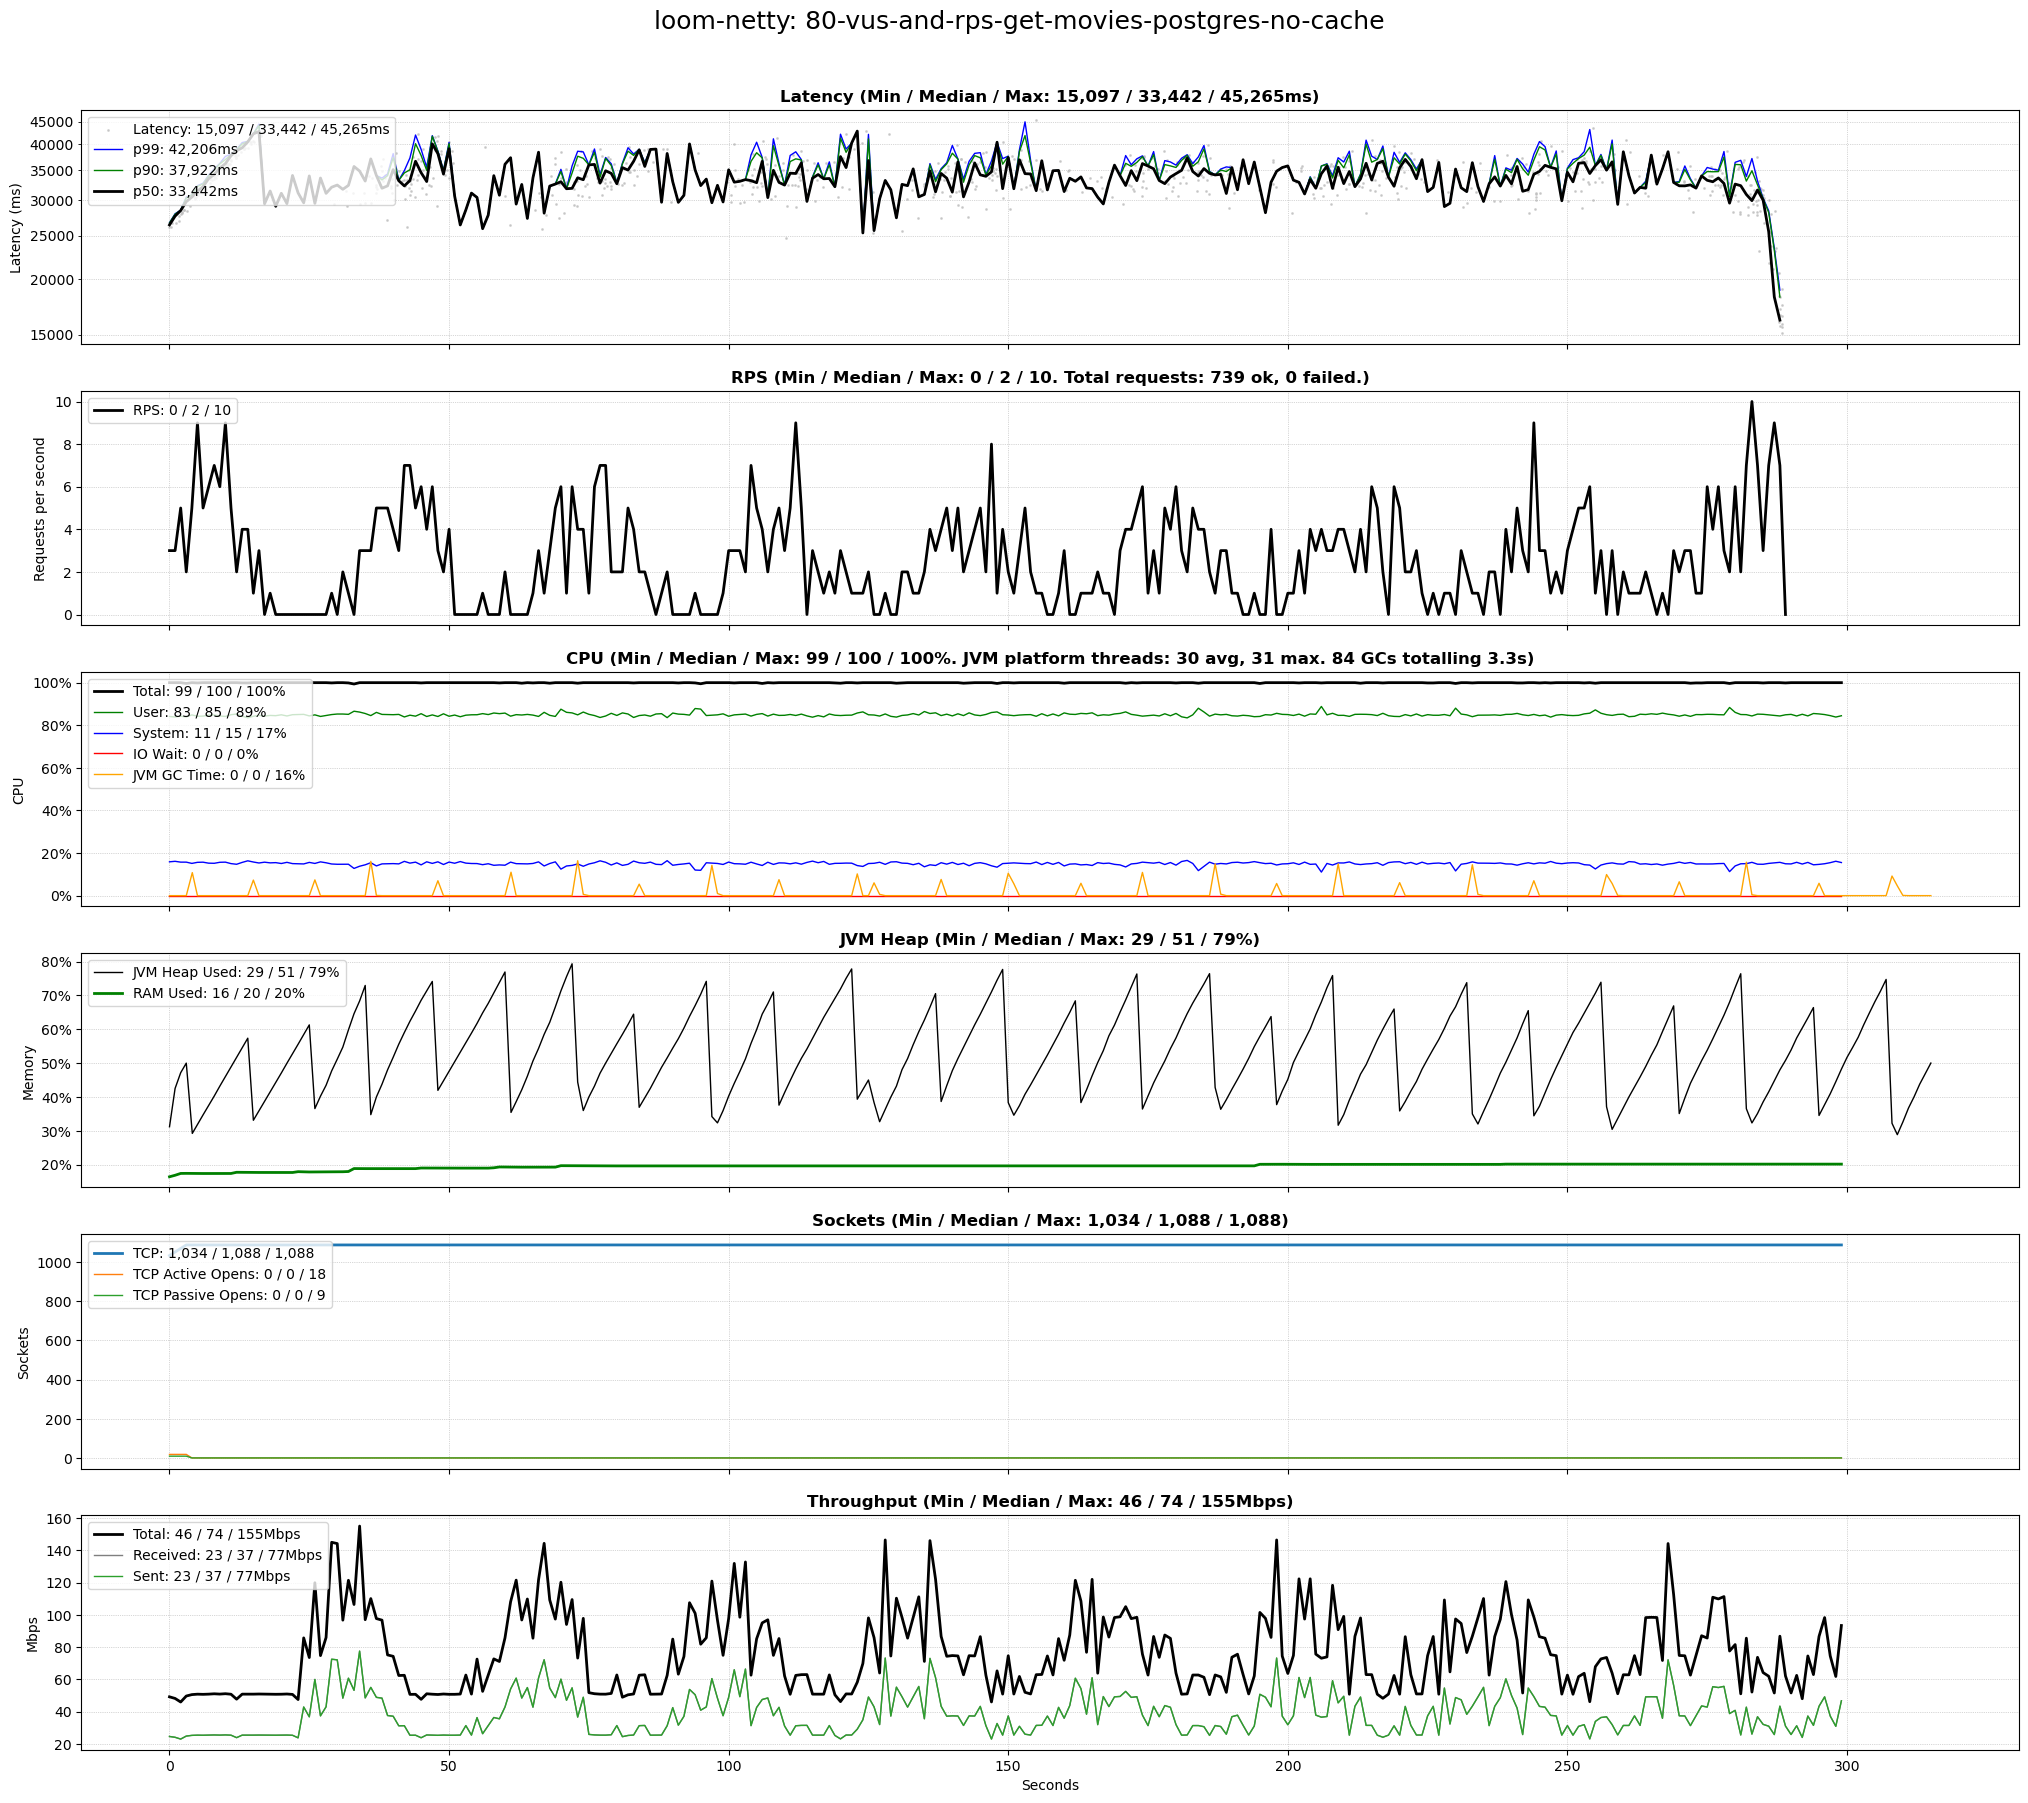 loom-netty: 80-vus-and-rps-get-movies-postgres-no-cache
Latency (Min / Median / Max: 15,097 / 33,442 / 45,265ms)
Latency (ms)
45000
40000
35000
30000
25000
20000
15000
Latency: 15,097 / 33,442 / 45,265ms
p99: 42,206ms
p90: 37,922ms
p50: 33,442ms
RPS (Min / Median / Max: 0 / 2 / 10. Total requests: 739 ok, 0 failed.)
Requests per second
10
8
6
4
2
0
RPS: 0 / 2 / 10
CPU (Min / Median / Max: 99 / 100 / 100%. JVM platform threads: 30 avg, 31 max. 84 GCs totalling 3.3s)
CPU
100%
80%
60%
40%
20%
0%
Total: 99 / 100 / 100%
User: 83 / 85 / 89%
System: 11 / 15 / 17%
IO Wait: 0 / 0 / 0%
JVM GC Time: 0 / 0 / 16%
JVM Heap (Min / Median / Max: 29 / 51 / 79%)
Memory
80%
70%
60%
50%
40%
30%
20%
JVM Heap Used: 29 / 51 / 79%
RAM Used: 16 / 20 / 20%
Sockets (Min / Median / Max: 1,034 / 1,088 / 1,088)
Sockets
1000
800
600
400
200
0
TCP: 1,034 / 1,088 / 1,088
TCP Active Opens: 0 / 0 / 18
TCP Passive Opens: 0 / 0 / 9
Throughput (Min / Median / Max: 46 / 74 / 155Mbps)
Mbps
160
140
120
100
80
60
40
20
Total: 46 / 74 / 155Mbps
Received: 23 / 37 / 77Mbps
Sent: 23 / 37 / 77Mbps
0 50 100 150 200 250 300
Seconds